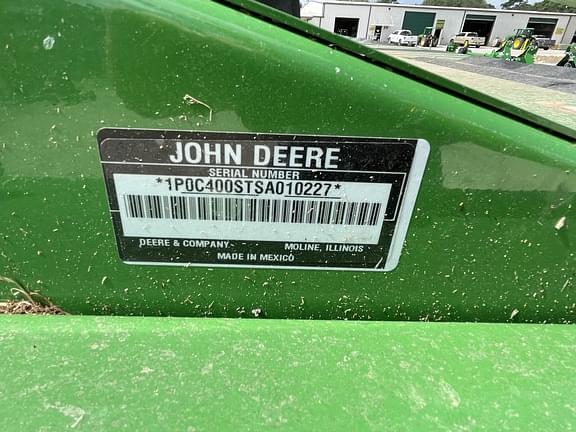 JOHN DEERE
SERIAL NUMBER
*1P0C400STSA010227*
DEERE & COMPANY MOLINE, ILLINOIS
MADE IN MEXICO